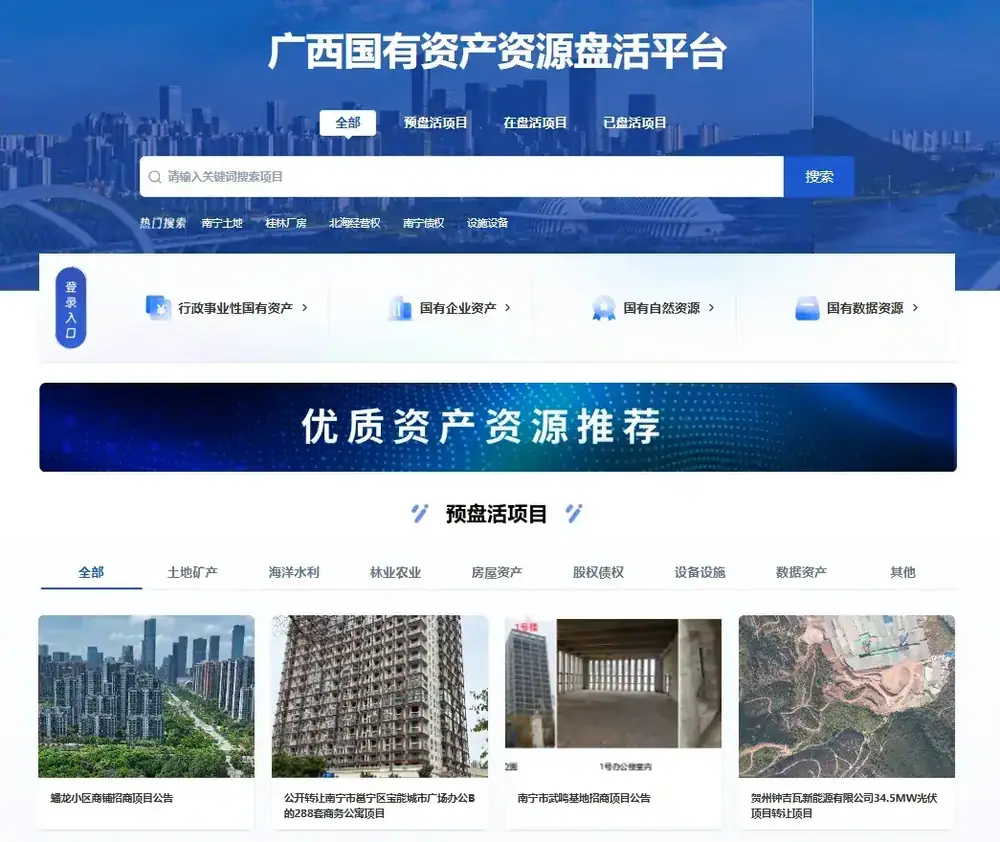 广西国有资产资源盘活平台
全部 预盘活项目 在盘活项目 已盘活项目
请输入关键词搜索项目 搜索
热门搜索 南宁土地 桂林厂房 北海经营权 南宁债权 设施设备
登录入口
行政事业性国有资产 国有企业资产 国有自然资源 国有数据资源
优质资产资源推荐
预盘活项目
全部 土地矿产 海洋水利 林业农业 房屋资产 股权债权 设备设施 数据资产 其他
1号楼
1号办公楼室内
蟠龙小区商铺招商项目公告
公开转让南宁市邕宁区宝能城市广场办公B
的288套商务公寓项目
南宁市武鸣基地招商项目公告
贺州钟吉瓦新能源有限公司34.5MW光伏
项目转让项目